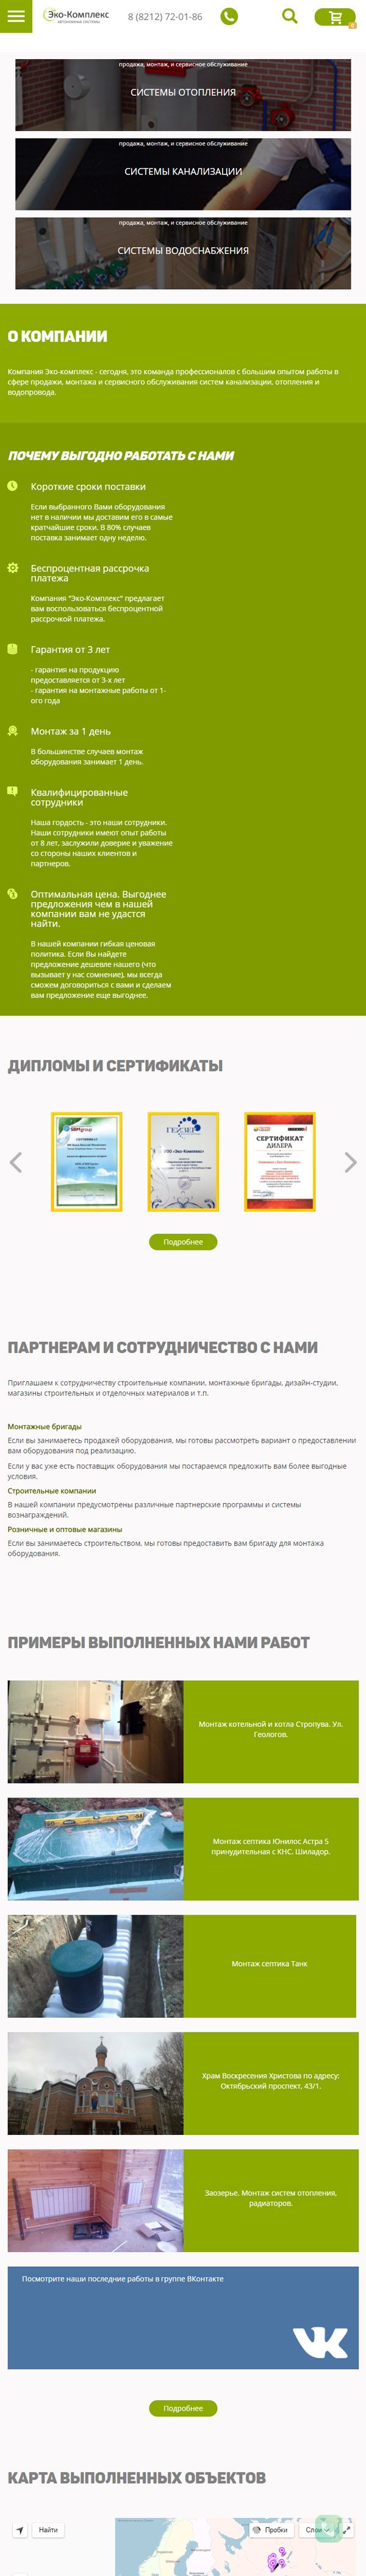 Эко-Комплекс
автономные системы
8 (8212) 72-01-86
0
продажа, монтаж, и сервисное обслуживание
СИСТЕМЫ ОТОПЛЕНИЯ
продажа, монтаж, и сервисное обслуживание
СИСТЕМЫ КАНАЛИЗАЦИИ
продажа, монтаж, и сервисное обслуживание
СИСТЕМЫ ВОДОСНАБЖЕНИЯ
О КОМПАНИИ
Компания Эко-комплекс - сегодня, это команда профессионалов с большим опытом работы в
сфере продажи, монтажа и сервисного обслуживания систем канализации, отопления и
водопровода.
ПОЧЕМУ ВЫГОДНО РАБОТАТЬ С НАМИ
Короткие сроки поставки
Если выбранного Вами оборудования
нет в наличии мы доставим его в самые
кратчайшие сроки. В 80% случаев
поставка занимает одну неделю.
Беспроцентная рассрочка
платежа
Компания "Эко-Комплекс" предлагает
вам воспользоваться беспроцентной
рассрочкой платежа.
Гарантия от 3 лет
- гарантия на продукцию
предоставляется от 3-х лет
- гарантия на монтажные работы от 1-
ого года
Монтаж за 1 день
В большинстве случаев монтаж
оборудования занимает 1 день.
Квалифицированные
сотрудники
Наша гордость - это наши сотрудники.
Наши сотрудники имеют опыт работы
от 8 лет, заслужили доверие и уважение
со стороны наших клиентов и
партнеров.
Оптимальная цена. Выгоднее
предложения чем в нашей
компании вам не удастся
найти.
В нашей компании гибкая ценовая
политика. Если Вы найдете
предложение дешевле нашего (что
вызывает у нас сомнение), мы всегда
сможем договориться с вами и сделаем
вам предложение еще выгоднее.
ДИПЛОМЫ И СЕРТИФИКАТЫ
SBMgroup
СЕРТИФИКАТ
ГЕЙЗЕР
ООО «Эко-Комплекс»
СЕРТИФИКАТ
ДИЛЕРА
Подробнее
ПАРТНЕРАМ И СОТРУДНИЧЕСТВО С НАМИ
Приглашаем к сотрудничеству строительные компании, монтажные бригады, дизайн-студии,
магазины строительных и отделочных материалов и т.п.
Монтажные бригады
Если вы занимаетесь продажей оборудования, мы готовы рассмотреть вариант о предоставлении
вам оборудования под реализацию.
Если у вас уже есть поставщик оборудования мы постараемся предложить вам более выгодные
условия.
Строительные компании
В нашей компании предусмотрены различные партнерские программы и системы
вознаграждений.
Розничные и оптовые магазины
Если вы занимаетесь строительством, мы готовы предоставить вам бригаду для монтажа
оборудования.
ПРИМЕРЫ ВЫПОЛНЕННЫХ НАМИ РАБОТ
Монтаж котельной и котла Стропува. Ул.
Геологов.
Монтаж септика Юнилос Астра 5
принудительная с КНС. Шиладор.
Монтаж септика Танк
Храм Воскресения Христова по адресу:
Октябрьский проспект, 43/1.
Заозерье. Монтаж систем отопления,
радиаторов.
Посмотрите наши последние работы в группе ВКонтакте
Подробнее
КАРТА ВЫПОЛНЕННЫХ ОБЪЕКТОВ
Найти
Пробки
Слои